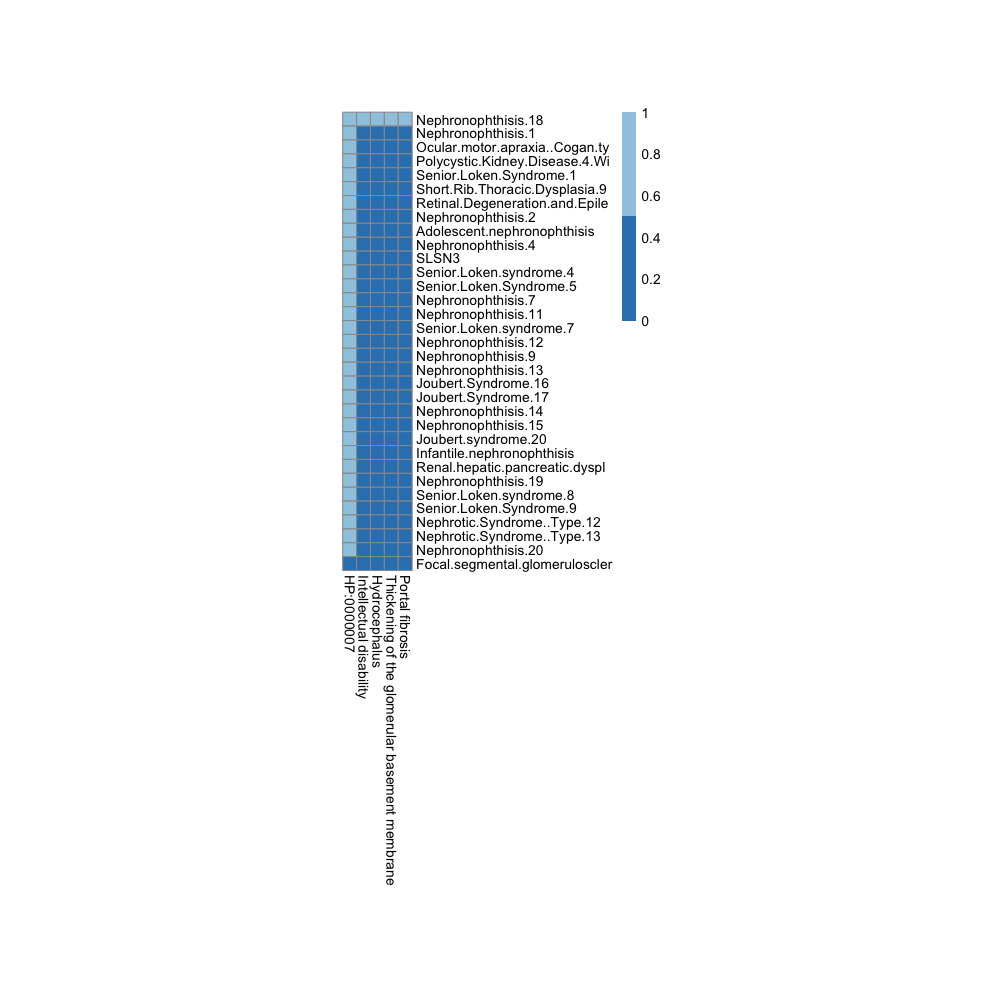 Nephronophthisis.18
Nephronophthisis.1
Ocular.motor.apraxia..Cogan.ty
Polycystic.Kidney.Disease.4.Wi
Senior.Loken.Syndrome.1
Short.Rib.Thoracic.Dysplasia.9
Retinal.Degeneration.and.Epile
Nephronophthisis.2
Adolescent.nephronophthisis
Nephronophthisis.4
SLSN3
Senior.Loken.syndrome.4
Senior.Loken.Syndrome.5
Nephronophthisis.7
Nephronophthisis.11
Senior.Loken.syndrome.7
Nephronophthisis.12
Nephronophthisis.9
Nephronophthisis.13
Joubert.Syndrome.16
Joubert.Syndrome.17
Nephronophthisis.14
Nephronophthisis.15
Joubert.syndrome.20
Infantile.nephronophthisis
Renal.hepatic.pancreatic.dyspl
Nephronophthisis.19
Senior.Loken.syndrome.8
Senior.Loken.Syndrome.9
Nephrotic.Syndrome..Type.12
Nephrotic.Syndrome..Type.13
Nephronophthisis.20
Focal.segmental.glomeruloscler
1
0.8
0.6
0.4
0.2
0
HP:0000007
Intellectual disability
Hydrocephalus
Thickening of the glomerular basement membrane
Portal fibrosis